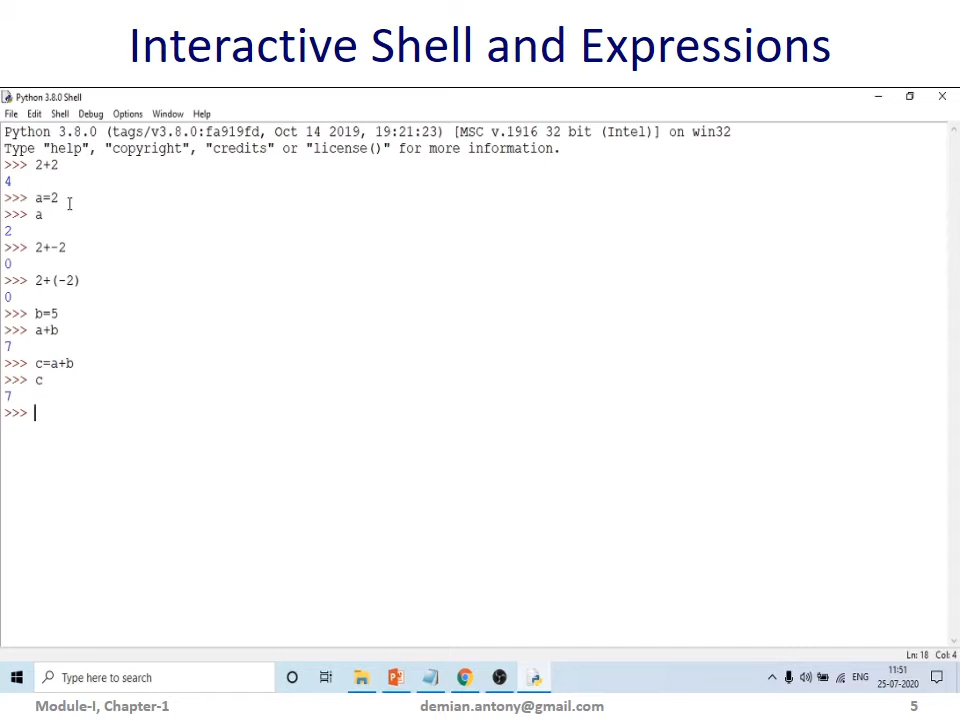 Interactive Shell and Expressions
Python 3.8.0 Shell
File Edit Shell Debug Options Window Help
Python 3.8.0 (tags/v3.8.0:fa919fd, Oct 14 2019, 19:21:23) [MSC v.1916 32 bit (Intel)] on win32
Type "help", "copyright", "credits" or "license()" for more information.
>>> 2+2
4
>>> a=2
>>> a
2
>>> 2+-2
0
>>> 2+(-2)
0
>>> b=5
>>> a+b
7
>>> c=a+b
>>> c
7
>>>
Ln: 18 Col: 4
Type here to search
ENG
11:51
25-07-2020
Module-I, Chapter-1 demian.antony@gmail.com 5